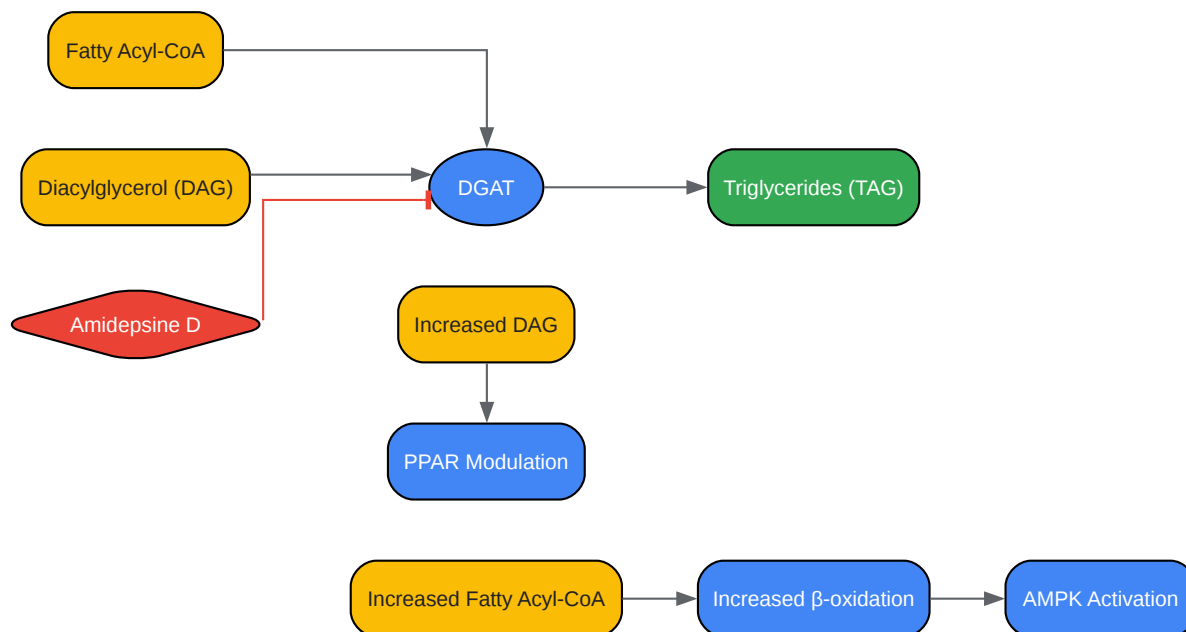 Fatty Acyl-CoA
Diacylglycerol (DAG)
DGAT
Triglycerides (TAG)
Amidepsine D
Increased DAG
PPAR Modulation
Increased Fatty Acyl-CoA
Increased β-oxidation
AMPK Activation